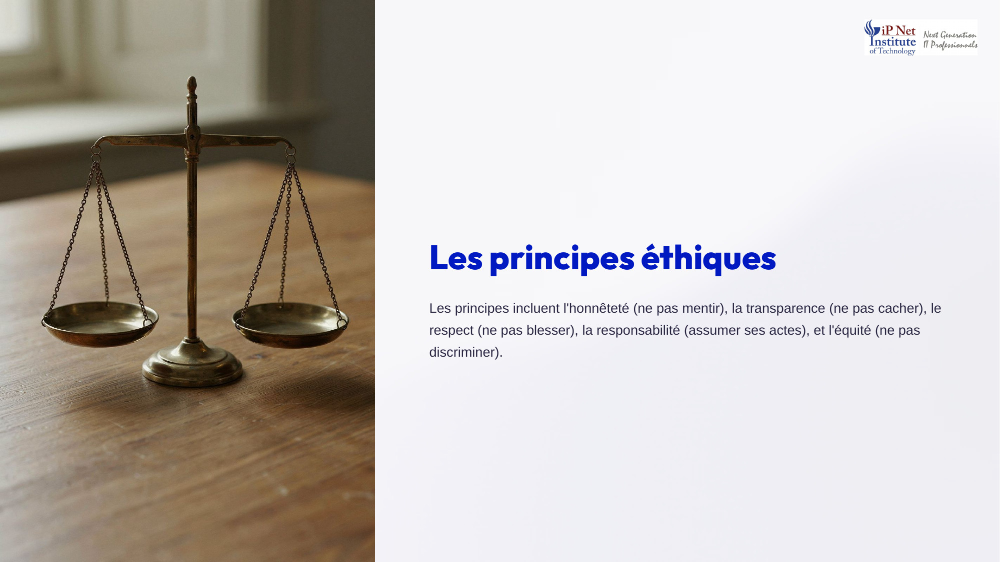 iP Net
Institute
of Technology
Next Generation
IT Professionnels
Les principes éthiques
Les principes incluent l'honnêteté (ne pas mentir), la transparence (ne pas cacher), le
respect (ne pas blesser), la responsabilité (assumer ses actes), et l'équité (ne pas
discriminer).